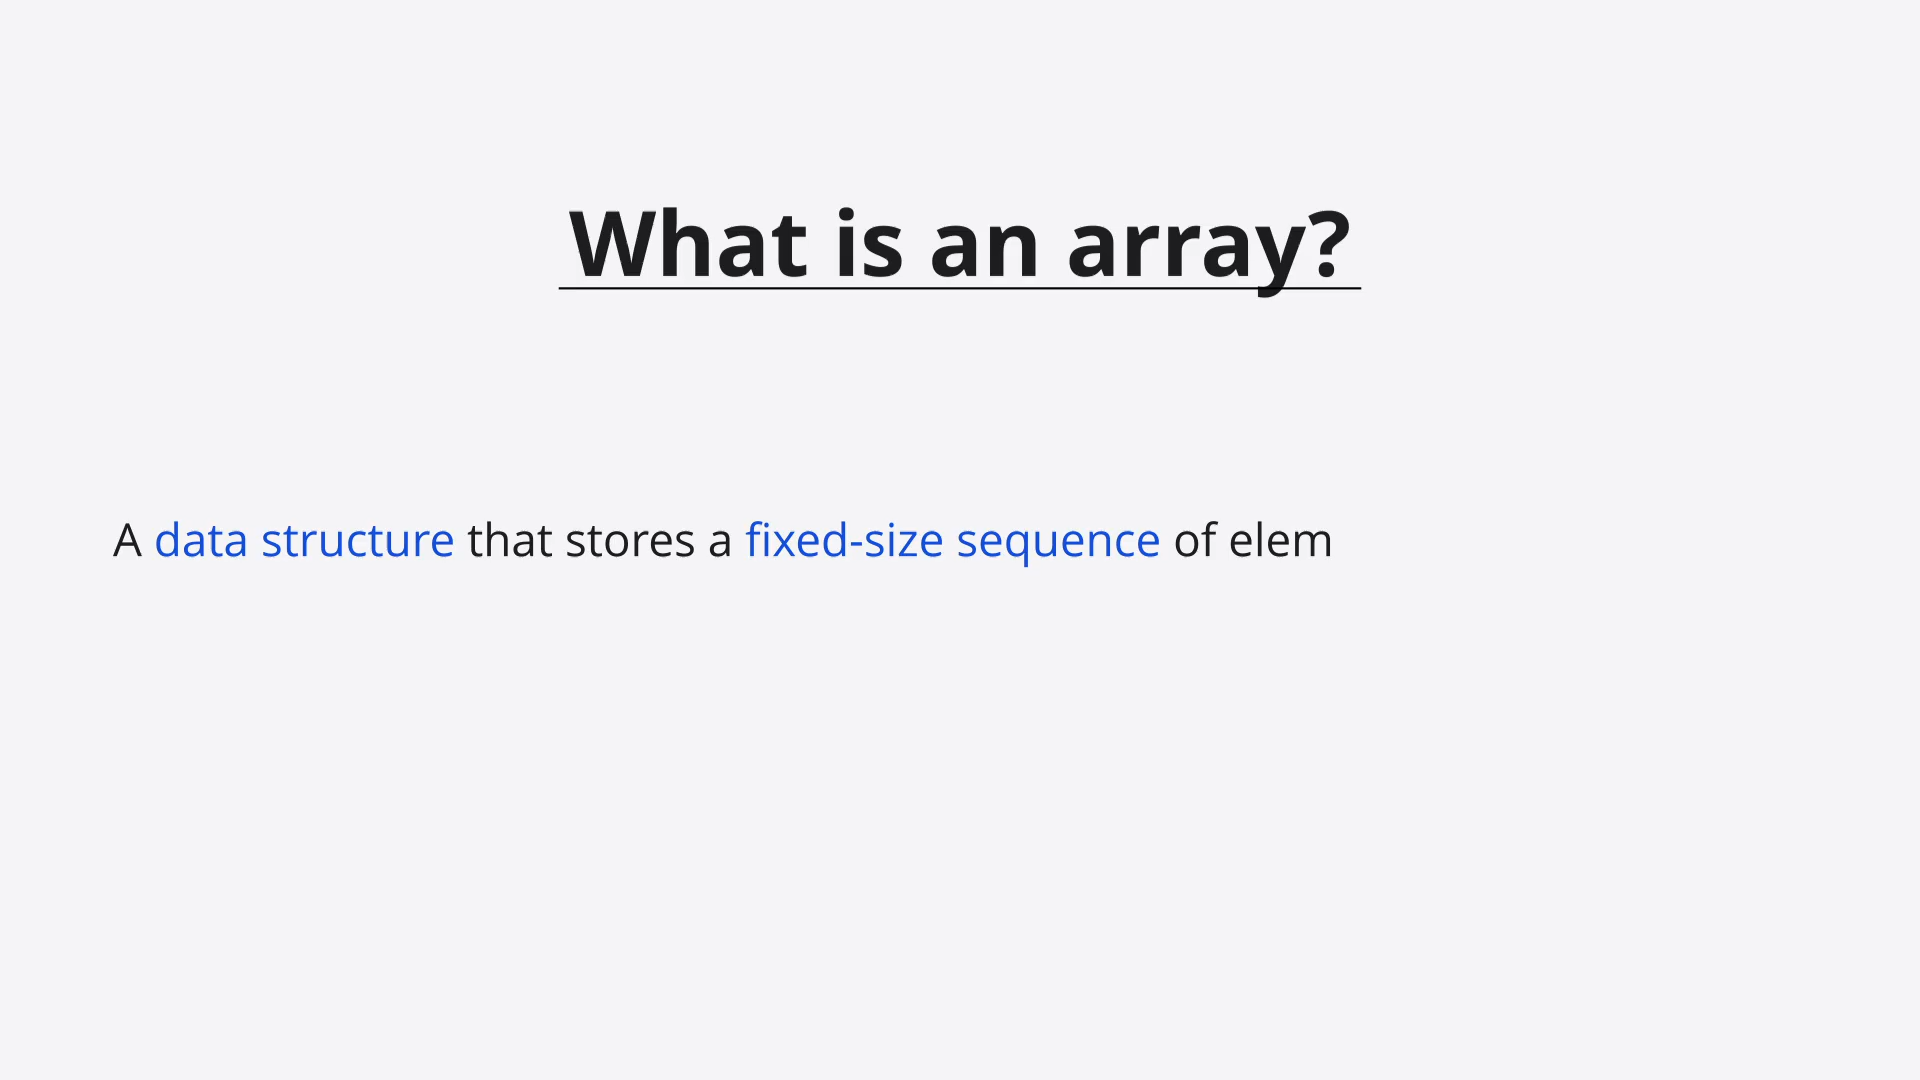 What is an array?
A data structure that stores a fixed-size sequence of elem